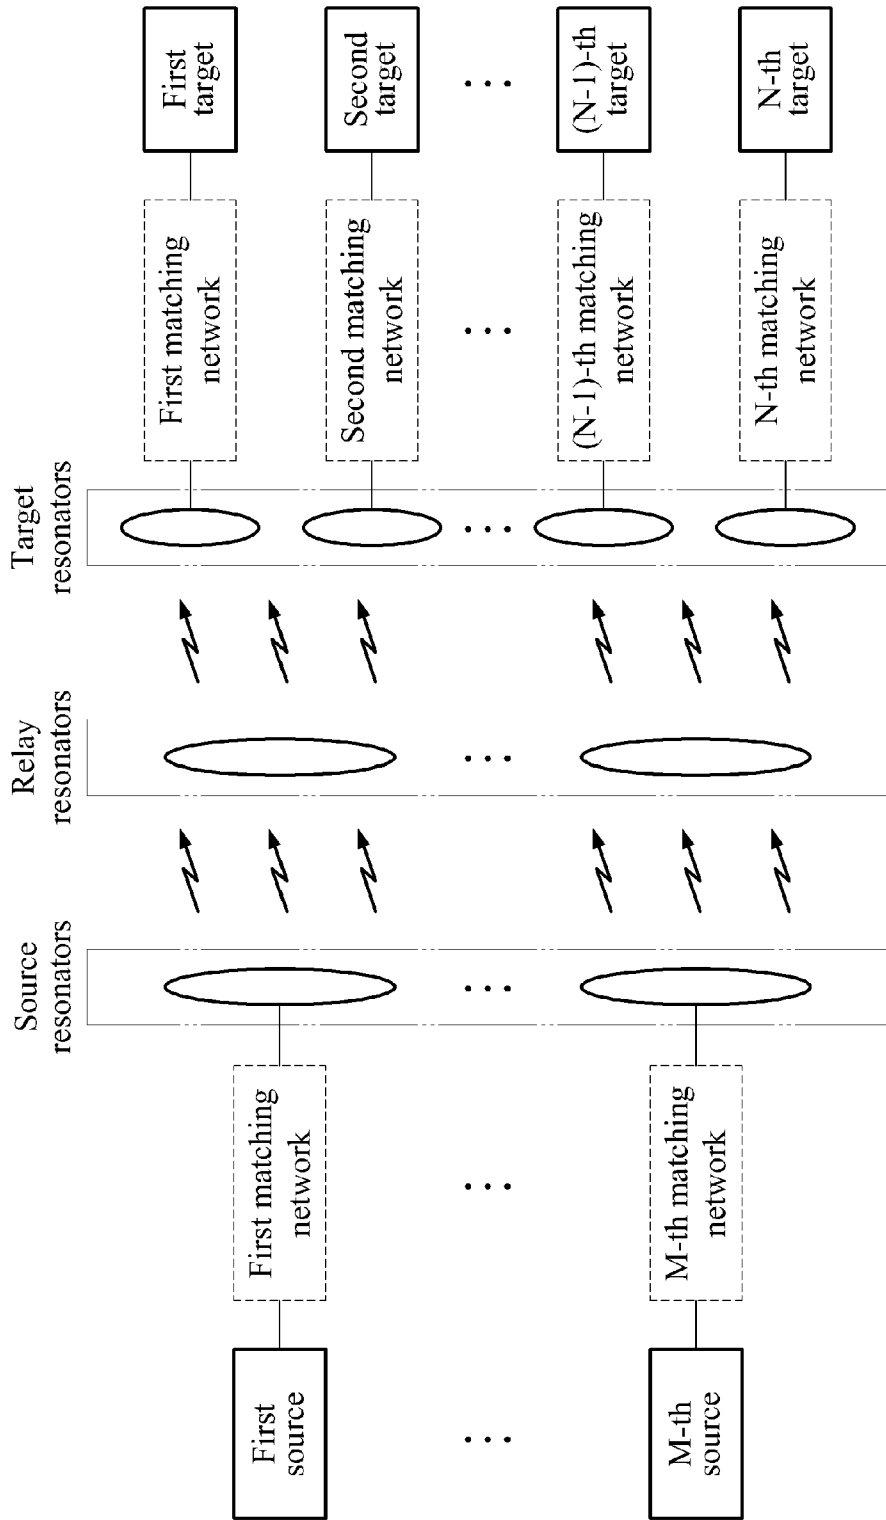 First
source
M-th
source
First matching
network
M-th matching
network
Source
resonators
Relay
resonators
Target
resonators
First matching
network
Second matching
network
(N-1)-th matching
network
N-th matching
network
First
target
Second
target
(N-1)-th
target
N-th
target